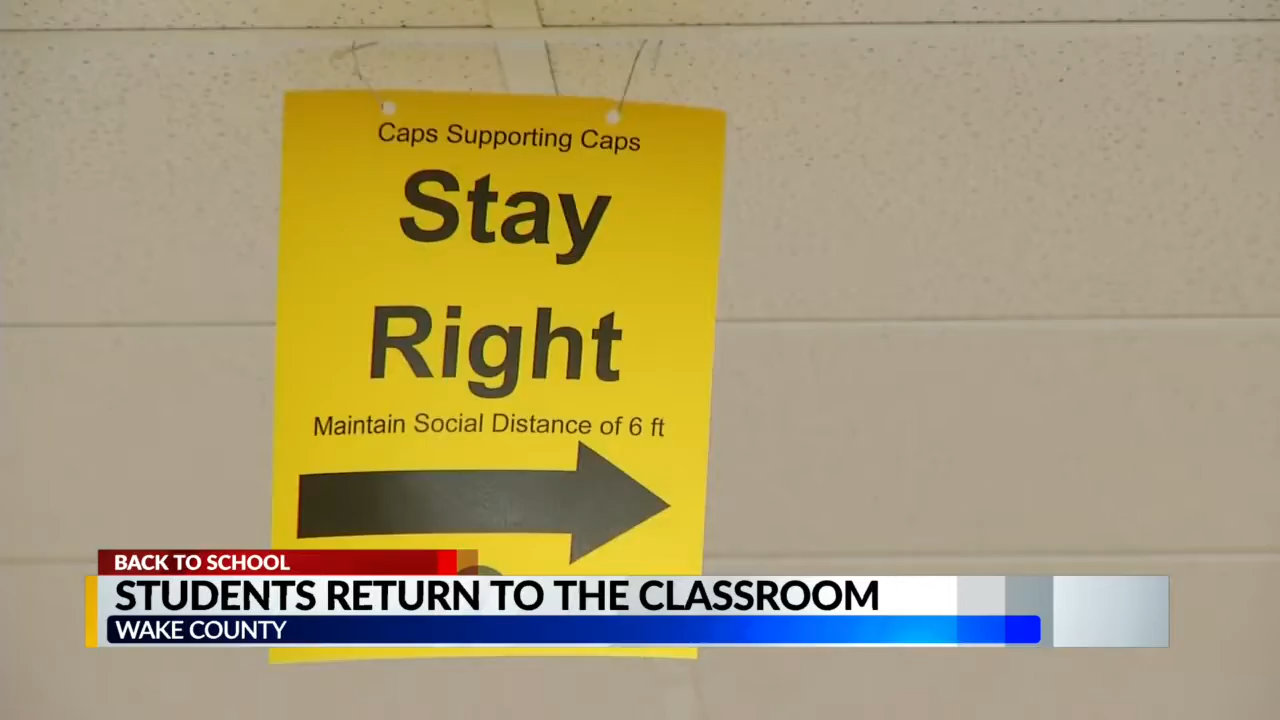 Caps Supporting Caps
Stay
Right
Maintain Social Distance of 6 ft
BACK TO SCHOOL
STUDENTS RETURN TO THE CLASSROOM
WAKE COUNTY